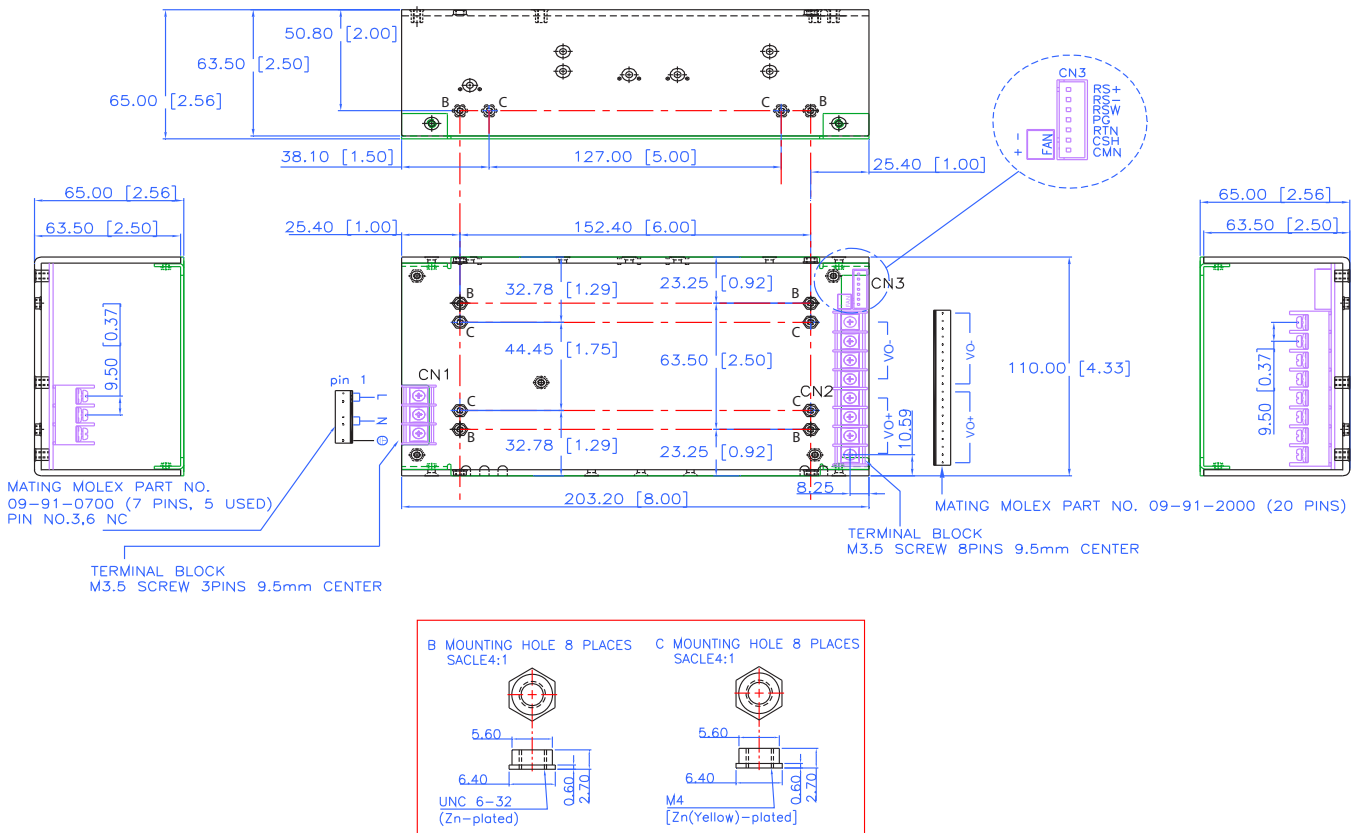 50.80 [2.00]
63.50 [2.50]
65.00 [2.56]
B
C
C
B
38.10 [1.50]
127.00 [5.00]
25.40 [1.00]
CN3
RS+
RS-
RSW
PG
RTN
CSH
CMN
- +
FAN
65.00 [2.56]
63.50 [2.50]
9.50 [0.37]
25.40 [1.00]
152.40 [6.00]
32.78 [1.29]
23.25 [0.92]
B
B
C
C
44.45 [1.75]
63.50 [2.50]
C
C
B
B
32.78 [1.29]
23.25 [0.92]
CN1
CN2
CN3
FAN
VO-
VO+
10.59
8.25
203.20 [8.00]
VO-
VO+
110.00 [4.33]
65.00 [2.56]
63.50 [2.50]
9.50 [0.37]
pin 1
L
N
MATING MOLEX PART NO.
09-91-0700 (7 PINS, 5 USED)
PIN NO.3,6 NC
TERMINAL BLOCK
M3.5 SCREW 3PINS 9.5mm CENTER
MATING MOLEX PART NO. 09-91-2000 (20 PINS)
TERMINAL BLOCK
M3.5 SCREW 8PINS 9.5mm CENTER
B MOUNTING HOLE 8 PLACES
SACLE4:1
5.60
6.40
0.60
2.70
UNC 6-32
(Zn-plated)
C MOUNTING HOLE 8 PLACES
SACLE4:1
5.60
6.40
0.60
2.70
M4
[Zn(Yellow)-plated]